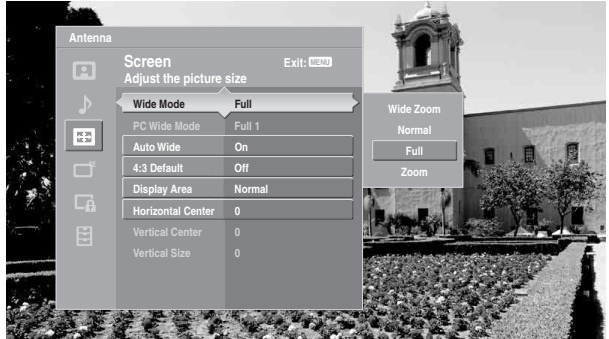 Antenna
Screen
Exit: MENU
Adjust the picture size
Wide Mode Full
PC Wide Mode Full 1
Auto Wide On
4:3 Default Off
Display Area Normal
Horizontal Center 0
Vertical Center 0
Vertical Size 0
Wide Zoom
Normal
Full
Zoom